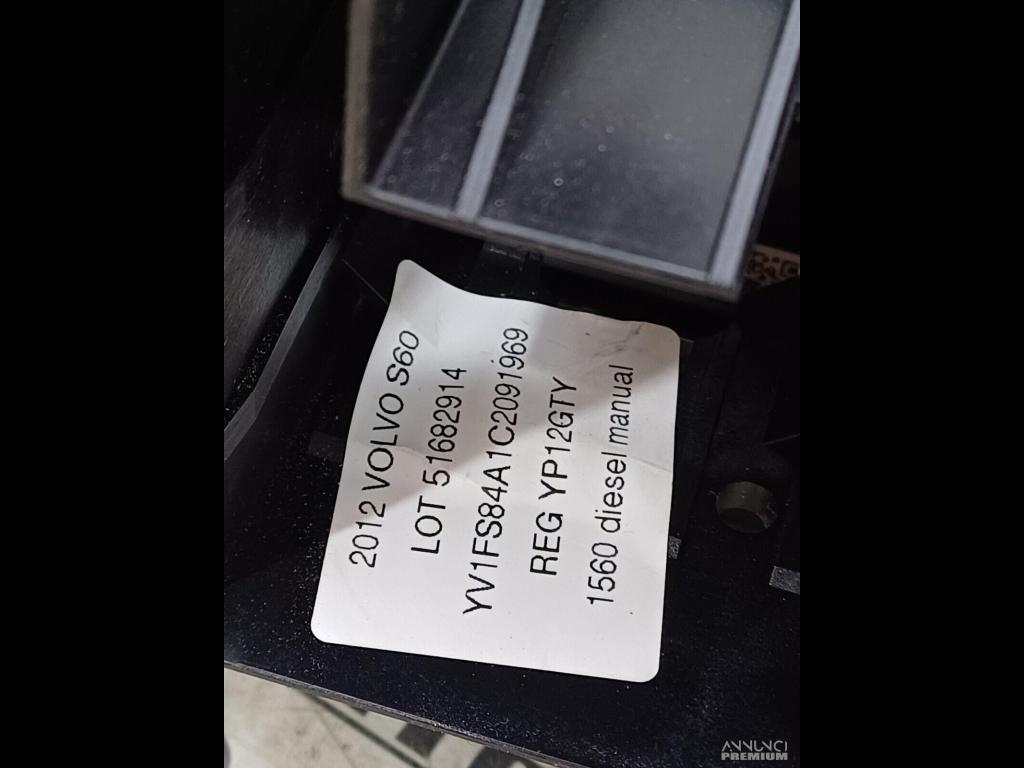 2012 VOLVO S60
LOT 51682914
YV1FS84A1C2091969
REG YP12GTY
1560 diesel manual
ANNUNCI
PREMIUM